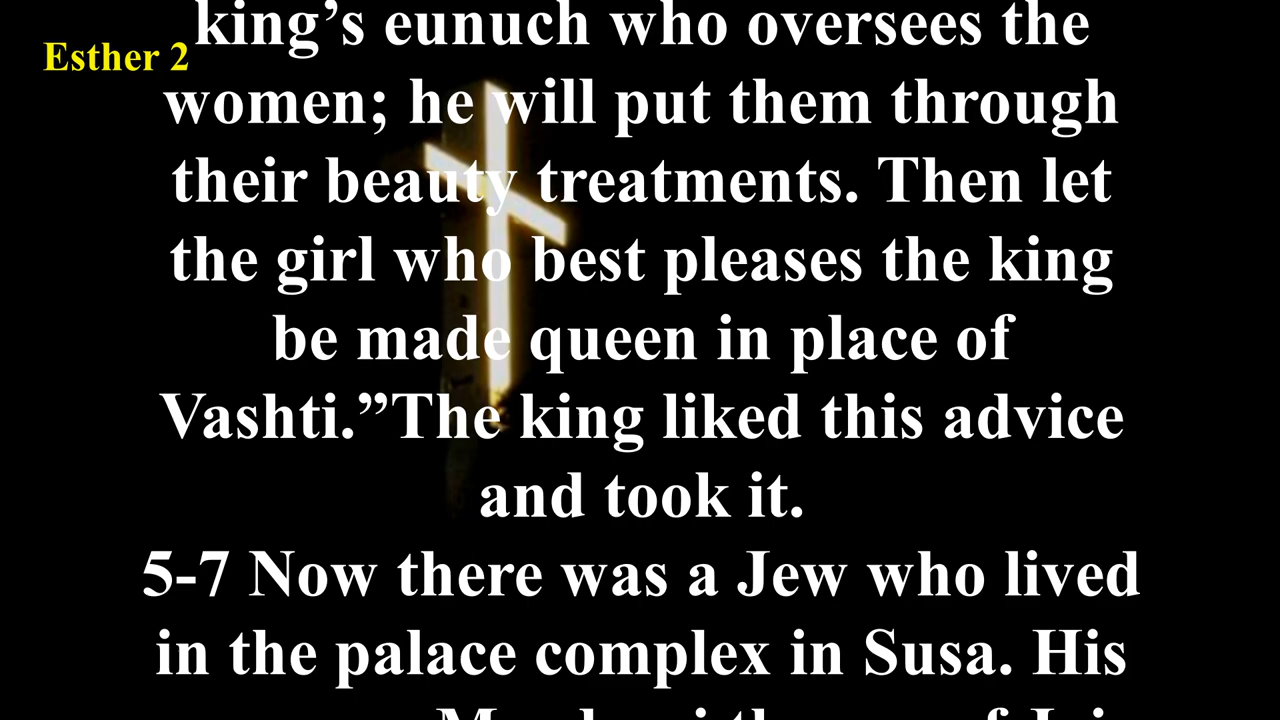 Esther 2
king’s eunuch who oversees the
women; he will put them through
their beauty treatments. Then let
the girl who best pleases the king
be made queen in place of
Vashti.”The king liked this advice
and took it.
5-7 Now there was a Jew who lived
in the palace complex in Susa. His